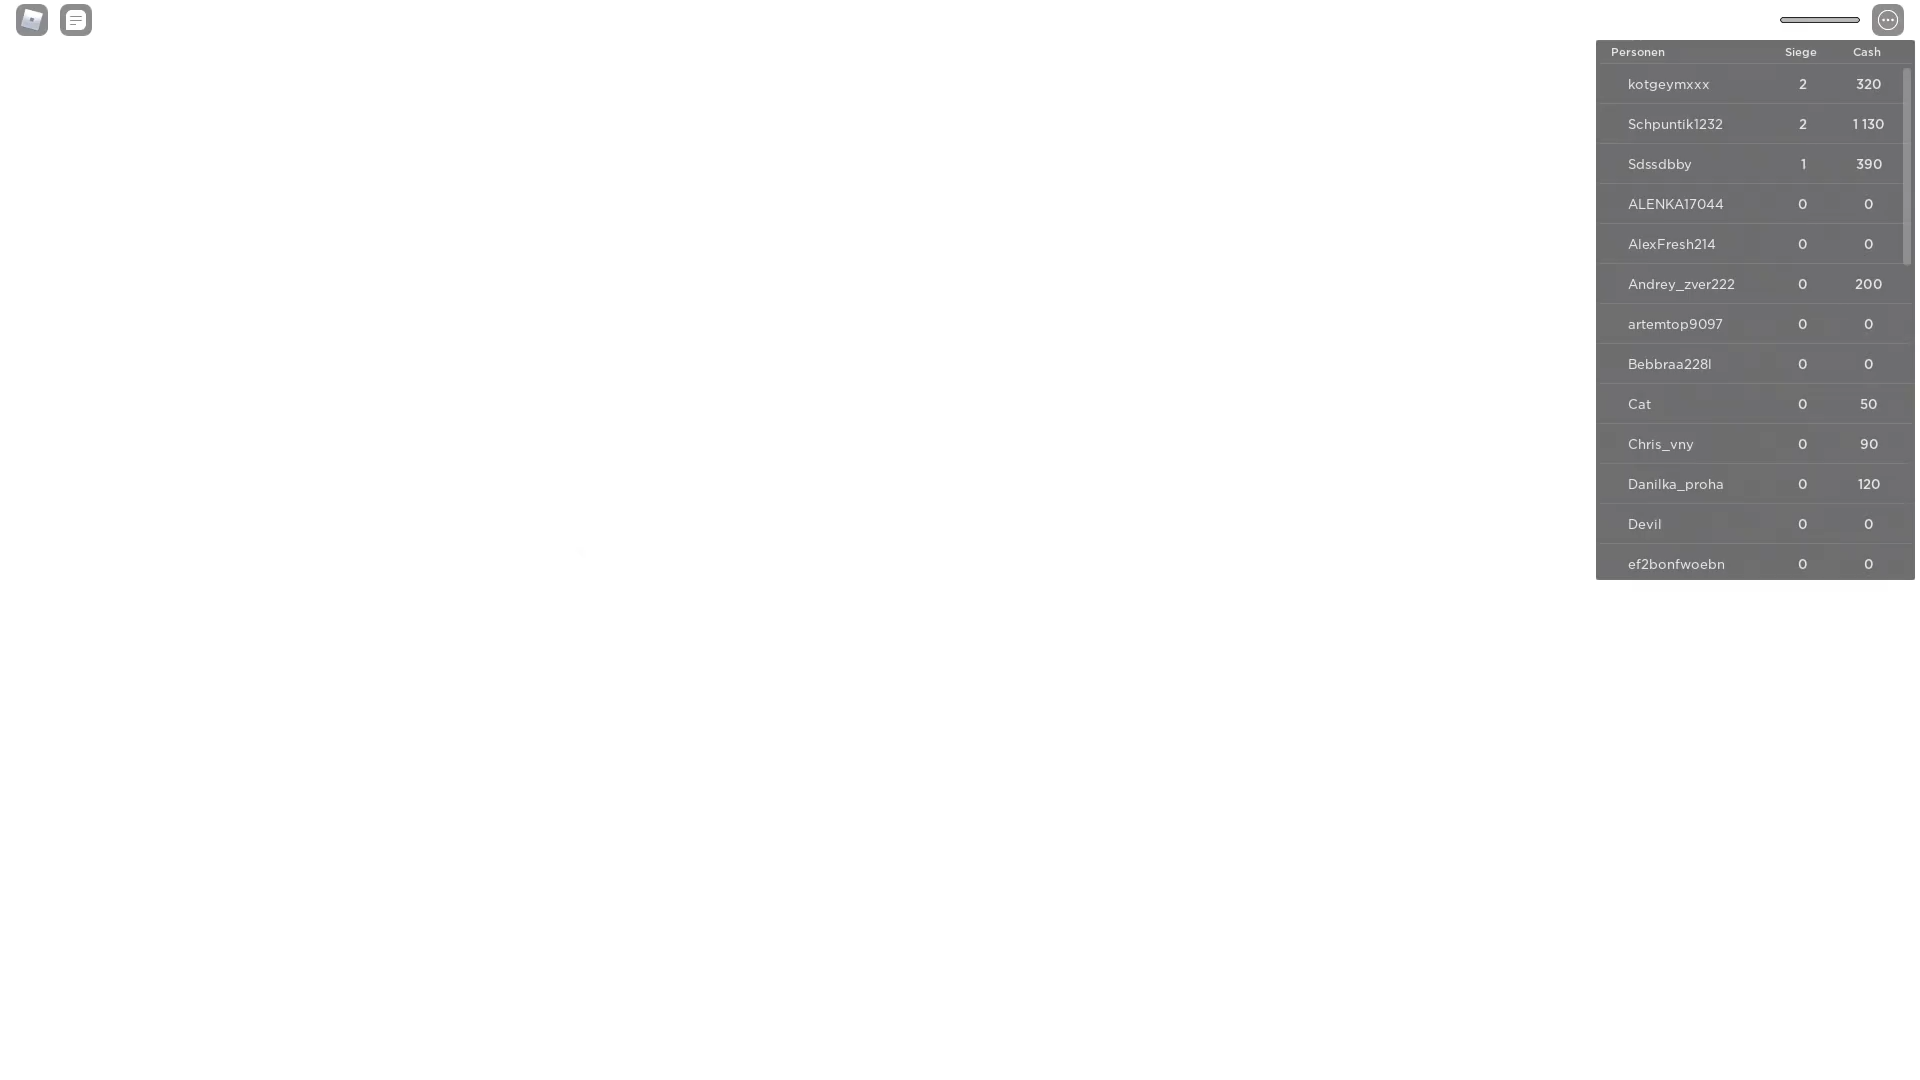 Personen Siege Cash
kotgeymxxx 2 320
Schpuntik1232 2 1 130
Sdssdbby 1 390
ALENKA17044 0 0
AlexFresh214 0 0
Andrey_zver222 0 200
artemtop9097 0 0
Bebbraa228l 0 0
Cat 0 50
Chris_vny 0 90
Danilka_proha 0 120
Devil 0 0
ef2bonfwoebn 0 0